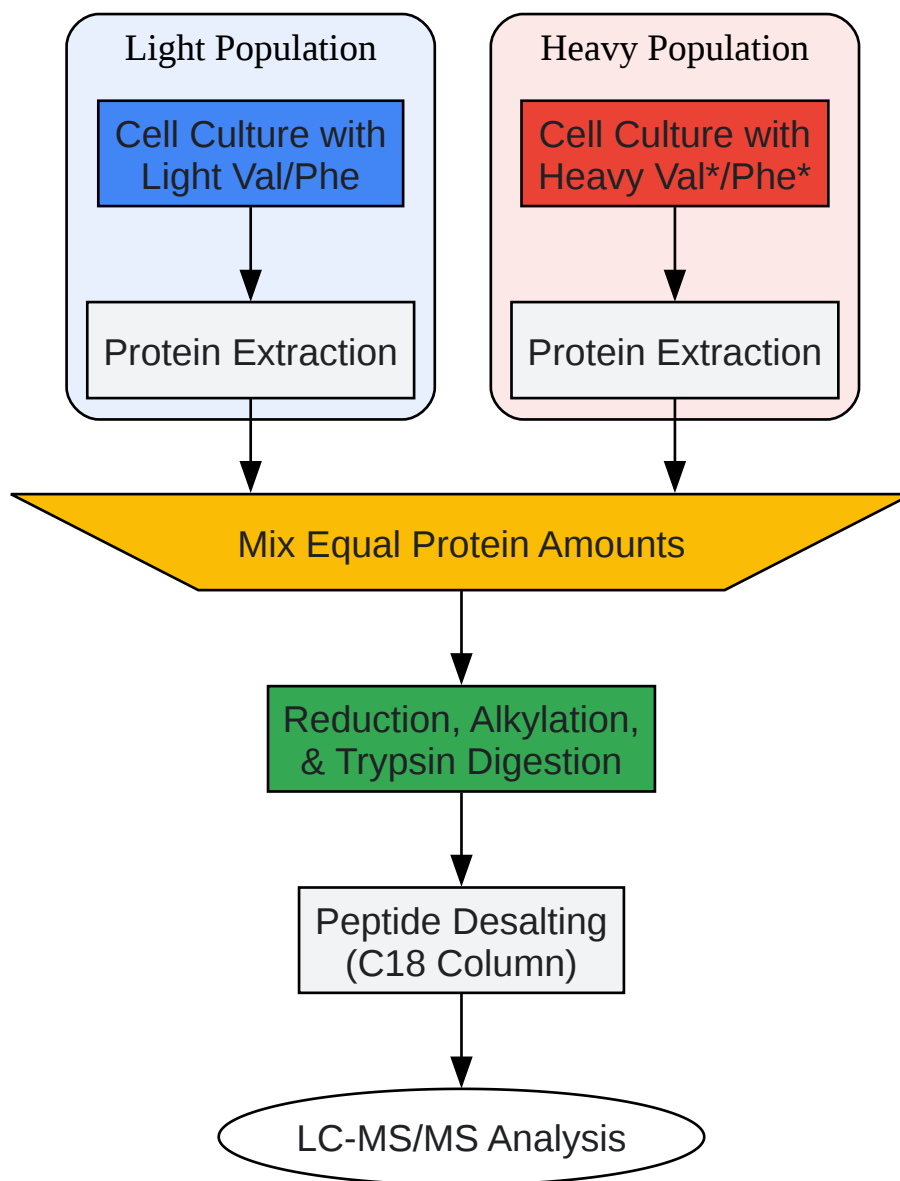 Light Population
Heavy Population
Cell Culture with
Light Val/Phe
Cell Culture with
Heavy Val*/Phe*
Protein Extraction
Protein Extraction
Mix Equal Protein Amounts
Reduction, Alkylation,
& Trypsin Digestion
Peptide Desalting
(C18 Column)
LC-MS/MS Analysis